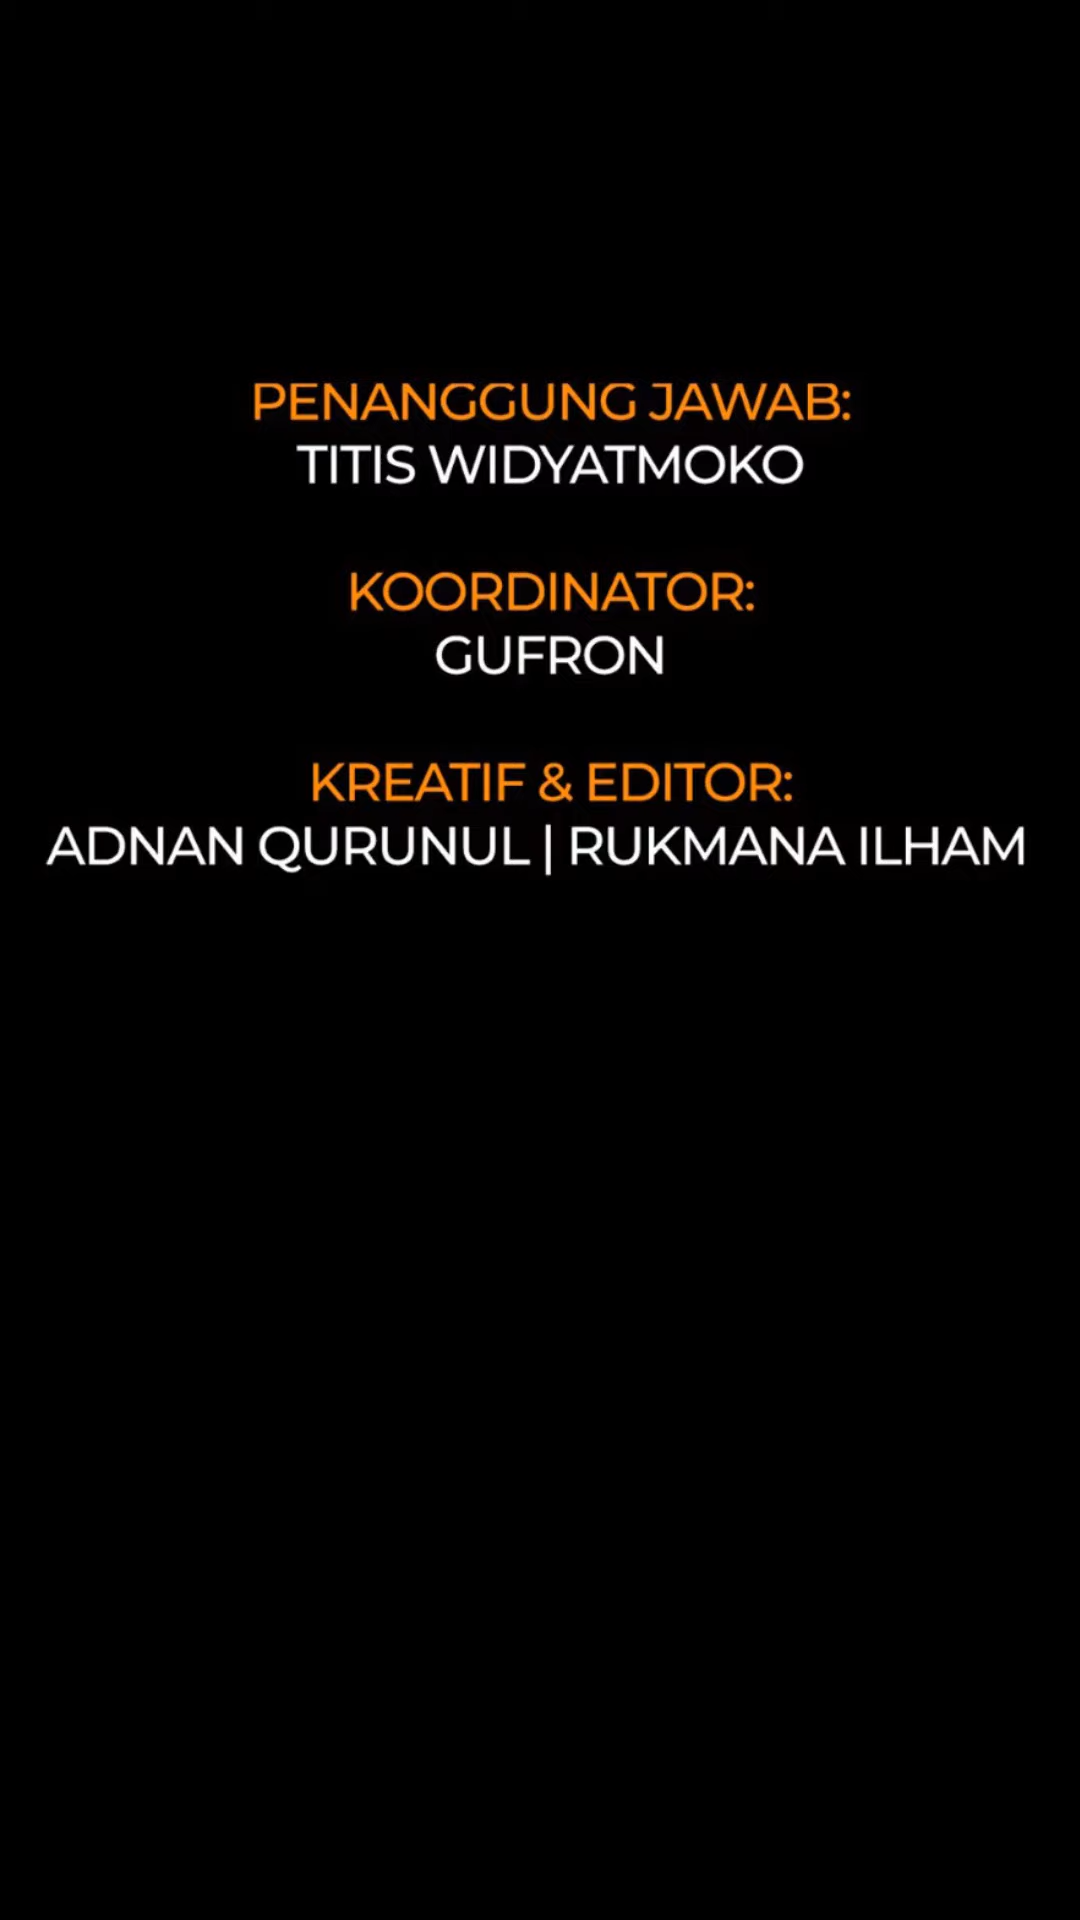 PENANGGUNG JAWAB:
TITIS WIDYATMOKO
KOORDINATOR:
GUFRON
KREATIF & EDITOR:
ADNAN QURUNUL | RUKMANA ILHAM